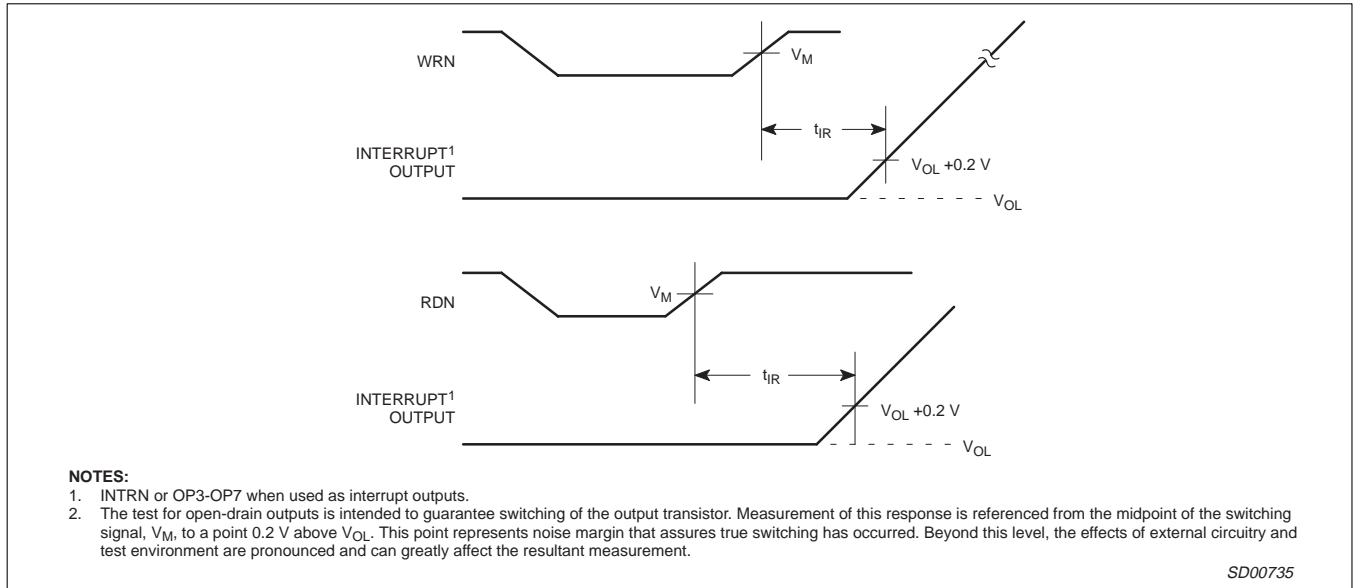 WRN
V_M
t_IR
INTERRUPT¹
OUTPUT
V_OL +0.2 V
V_OL
RDN
V_M
t_IR
INTERRUPT¹
OUTPUT
V_OL +0.2 V
V_OL
NOTES:
1. INTRN or OP3-OP7 when used as interrupt outputs.
2. The test for open-drain outputs is intended to guarantee switching of the output transistor. Measurement of this response is referenced from the midpoint of the switching
signal, V_M, to a point 0.2 V above V_OL. This point represents noise margin that assures true switching has occurred. Beyond this level, the effects of external circuitry and
test environment are pronounced and can greatly affect the resultant measurement.
SD00735